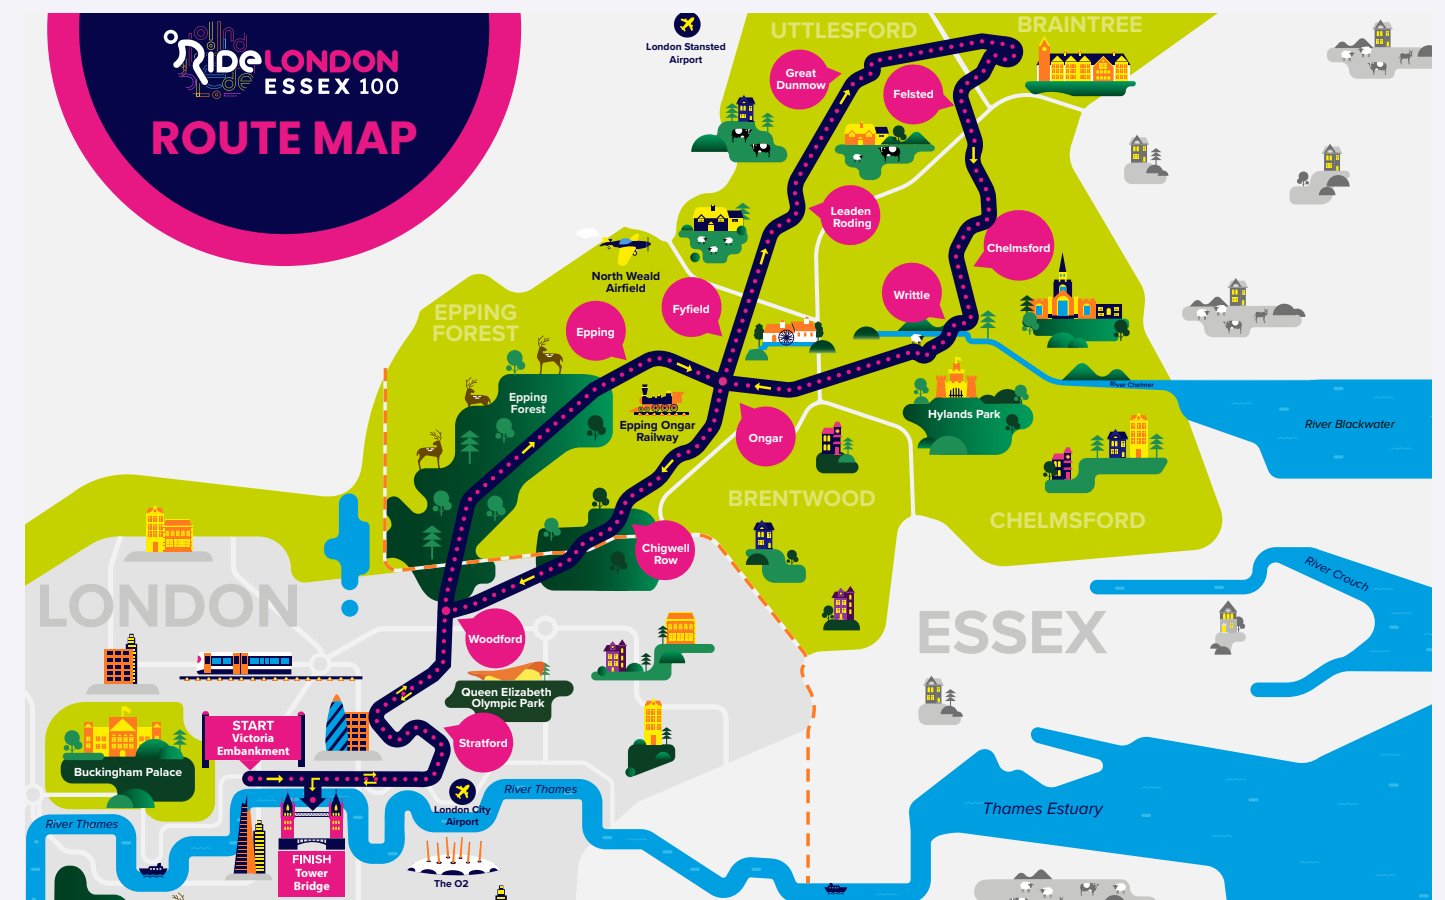 RIDE LONDON
ESSEX 100
ROUTE MAP
London Stansted
Airport
UTTLESFORD
BRAINTREE
Great
Dunmow
Felsted
Leaden
Roding
Chelmsford
North Weald
Airfield
Writtle
Fyfield
EPPING
FOREST
Epping
River Chelmer
Epping
Forest
Hylands Park
Epping Ongar
Railway
Ongar
River Blackwater
BRENTWOOD
CHELMSFORD
Chigwell
Row
River Crouch
LONDON
ESSEX
Woodford
Queen Elizabeth
Olympic Park
START
Victoria
Embankment
Stratford
Buckingham Palace
River Thames
London City
Airport
Thames Estuary
River Thames
FINISH
Tower
Bridge
The O2